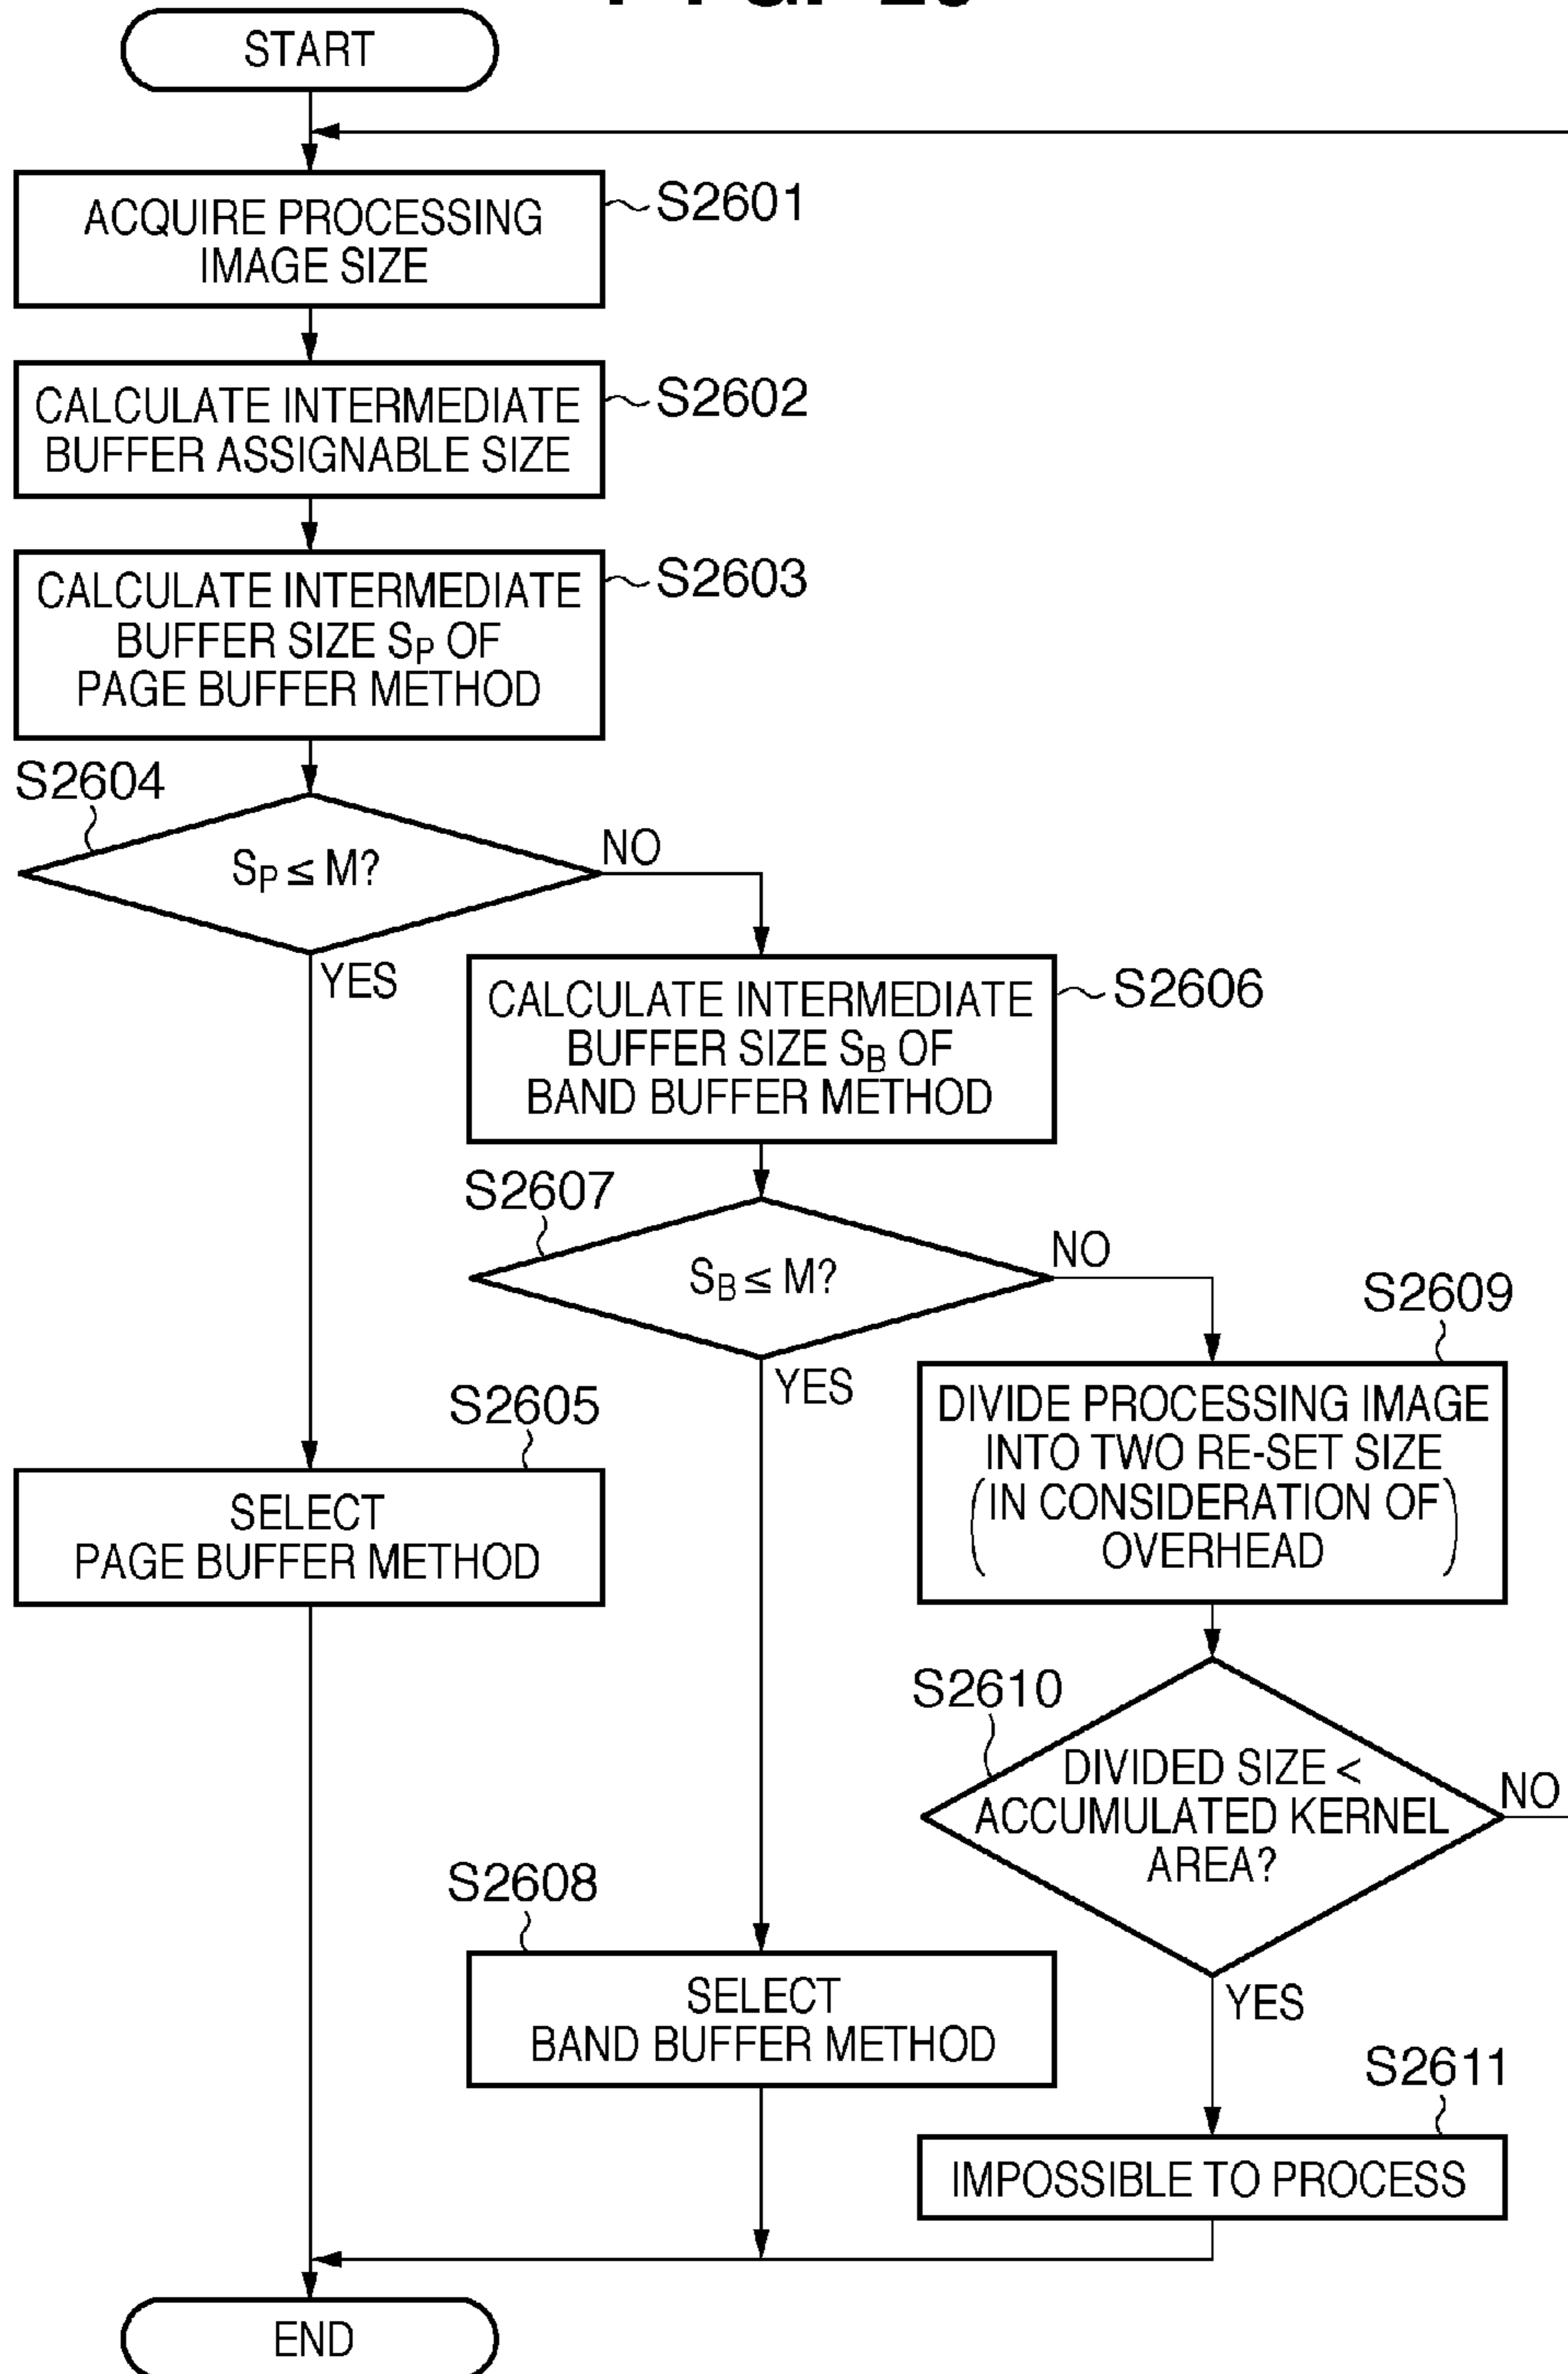 START
ACQUIRE PROCESSING
IMAGE SIZE
S2601
CALCULATE INTERMEDIATE
BUFFER ASSIGNABLE SIZE
S2602
CALCULATE INTERMEDIATE
BUFFER SIZE SP OF
PAGE BUFFER METHOD
S2603
S2604
SP ≤ M?
NO
YES
CALCULATE INTERMEDIATE
BUFFER SIZE SB OF
BAND BUFFER METHOD
S2606
S2607
SB ≤ M?
NO
YES
S2609
DIVIDE PROCESSING IMAGE
INTO TWO RE-SET SIZE
(IN CONSIDERATION OF
OVERHEAD)
S2605
SELECT
PAGE BUFFER METHOD
S2610
DIVIDED SIZE <
ACCUMULATED KERNEL
AREA?
NO
YES
S2608
SELECT
BAND BUFFER METHOD
S2611
IMPOSSIBLE TO PROCESS
END